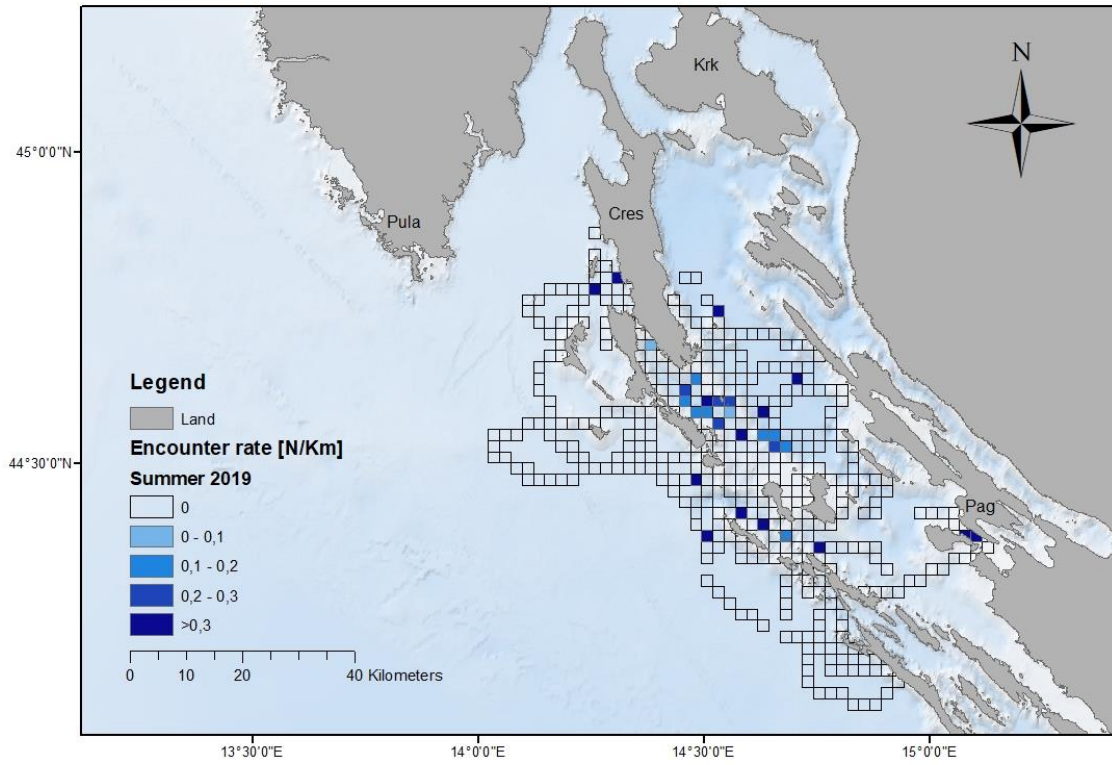 Krk
N
45°0'0"N
Cres
Pula
Legend
Land
Encounter rate [N/Km]
Summer 2019
0
0 - 0,1
0,1 - 0,2
0,2 - 0,3
>0,3
44°30'0"N
Pag
0 10 20 40 Kilometers
13°30'0"E 14°0'0"E 14°30'0"E 15°0'0"E